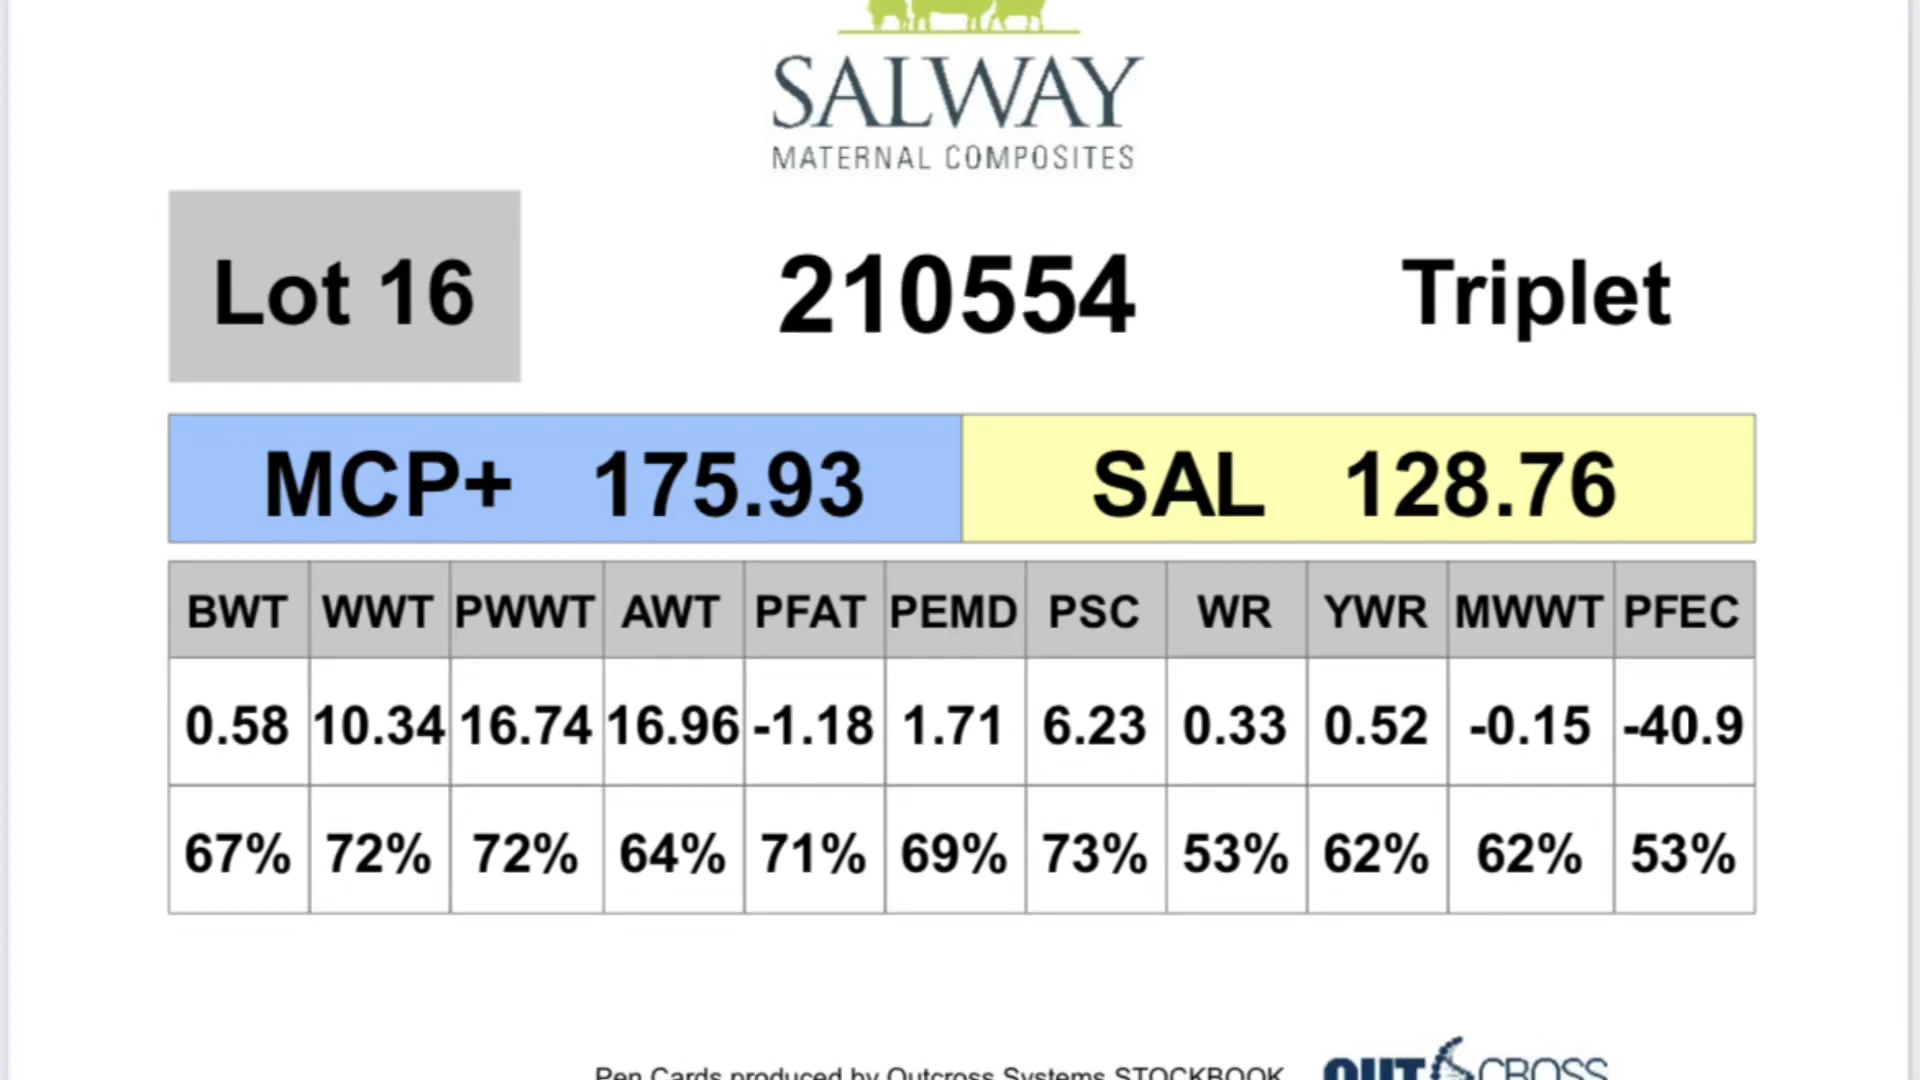 SALWAY
MATERNAL COMPOSITES
Lot 16 210554 Triplet
MCP+ 175.93 SAL 128.76
BWT WWT PWWT AWT PFAT PEMD PSC WR YWR MWWT PFEC
0.58 10.34 16.74 16.96 -1.18 1.71 6.23 0.33 0.52 -0.15 -40.9
67% 72% 72% 64% 71% 69% 73% 53% 62% 62% 53%
Pen Cards produced by Outcross Systems STOCKBOOK OUTCROSS